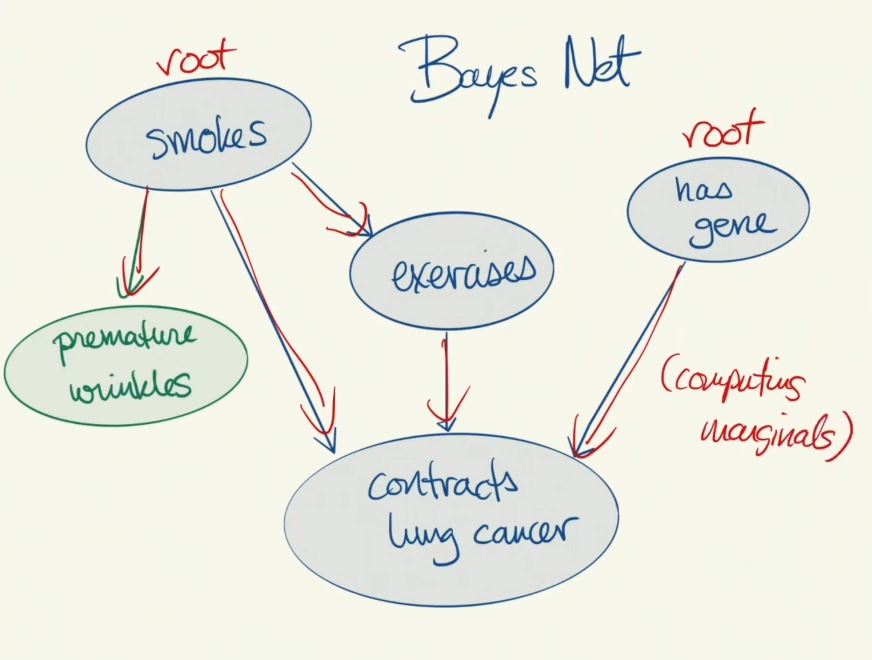 Bayes Net
root
smokes
root
has
gene
exercises
premature
wrinkles
(computing
marginals)
contracts
lung cancer